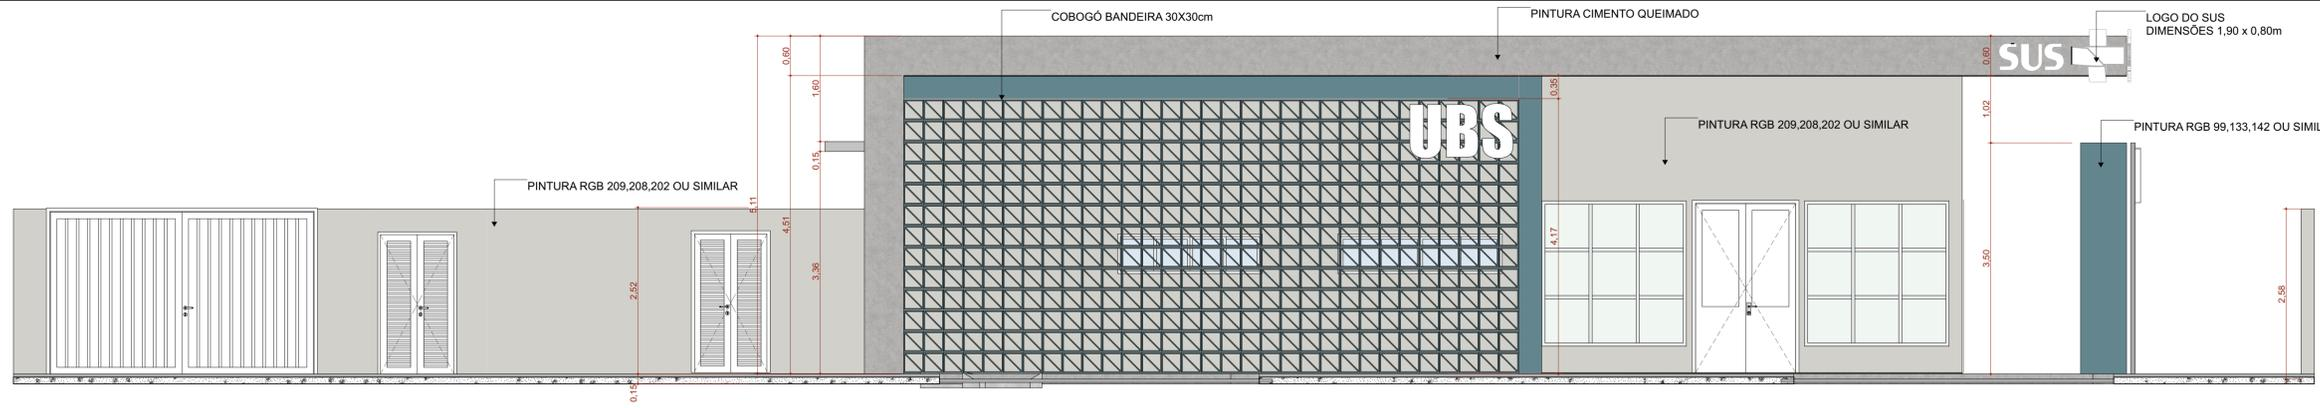 COBOGÓ BANDEIRA 30X30cm
PINTURA CIMENTO QUEIMADO
LOGO DO SUS
DIMENSÕES 1,90 x 0,80m
SUS
UBS
PINTURA RGB 209,208,202 OU SIMILAR
PINTURA RGB 99,133,142 OU SIMIL
PINTURA RGB 209,208,202 OU SIMILAR
0,60
1,60
0,15
5,11
4,51
3,36
2,52
0,15
0,35
4,17
0,60
1,02
3,50
2,58